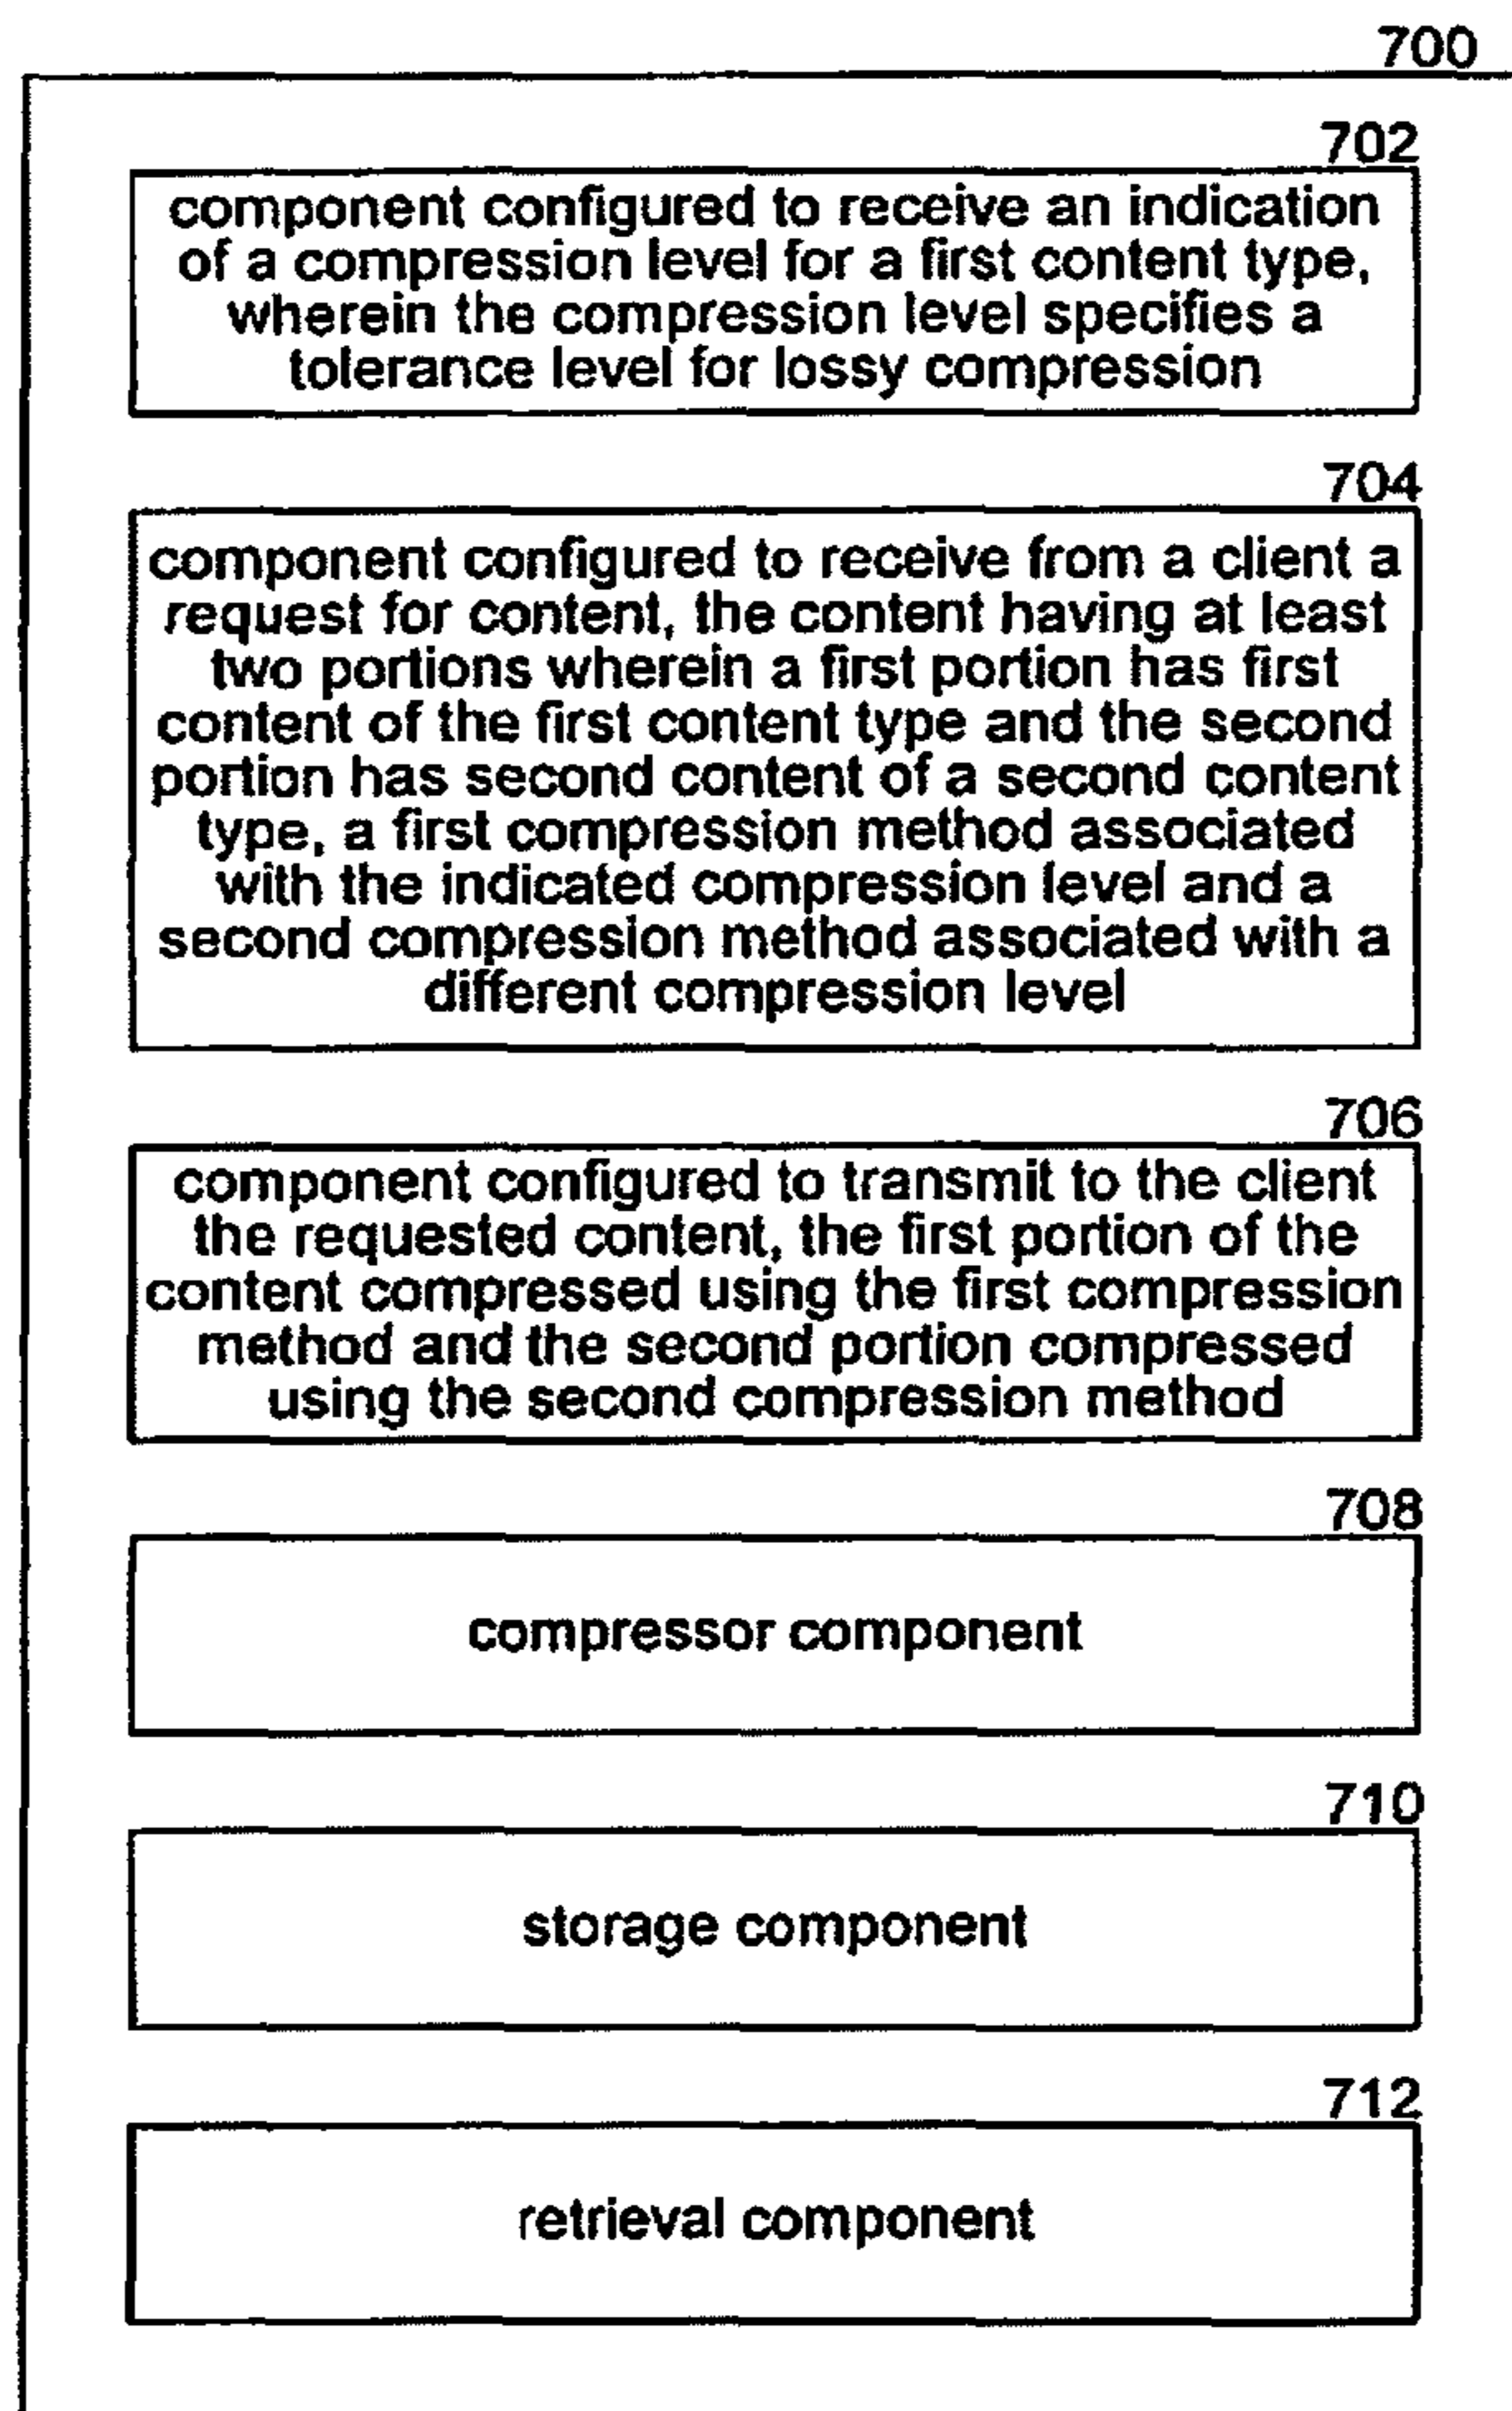 700
702
component configured to receive an indication
of a compression level for a first content type,
wherein the compression level specifies a
tolerance level for lossy compression
704
component configured to receive from a client a
request for content, the content having at least
two portions wherein a first portion has first
content of the first content type and the second
portion has second content of a second content
type, a first compression method associated
with the indicated compression level and a
second compression method associated with a
different compression level
706
component configured to transmit to the client
the requested content, the first portion of the
content compressed using the first compression
method and the second portion compressed
using the second compression method
708
compressor component
710
storage component
712
retrieval component